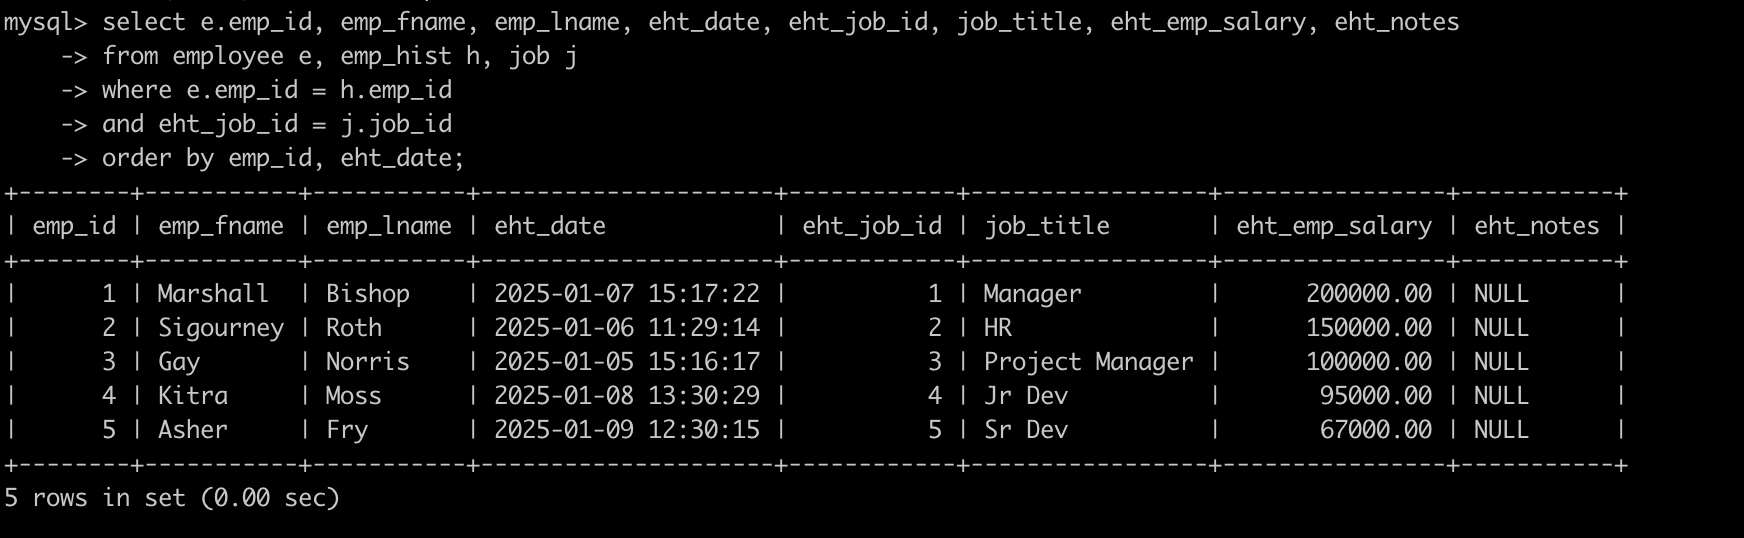 mysql> select e.emp_id, emp_fname, emp_lname, eht_date, eht_job_id, job_title, eht_emp_salary, eht_notes
    -> from employee e, emp_hist h, job j
    -> where e.emp_id = h.emp_id
    -> and eht_job_id = j.job_id
    -> order by emp_id, eht_date;
+--------+-----------+-----------+---------------------+------------+-----------------+----------------+-----------+
| emp_id | emp_fname | emp_lname | eht_date            | eht_job_id | job_title       | eht_emp_salary | eht_notes |
+--------+-----------+-----------+---------------------+------------+-----------------+----------------+-----------+
|      1 | Marshall  | Bishop    | 2025-01-07 15:17:22 |          1 | Manager         |      200000.00 | NULL      |
|      2 | Sigourney | Roth      | 2025-01-06 11:29:14 |          2 | HR              |      150000.00 | NULL      |
|      3 | Gay       | Norris    | 2025-01-05 15:16:17 |          3 | Project Manager |      100000.00 | NULL      |
|      4 | Kitra     | Moss      | 2025-01-08 13:30:29 |          4 | Jr Dev          |       95000.00 | NULL      |
|      5 | Asher     | Fry       | 2025-01-09 12:30:15 |          5 | Sr Dev          |       67000.00 | NULL      |
+--------+-----------+-----------+---------------------+------------+-----------------+----------------+-----------+
5 rows in set (0.00 sec)